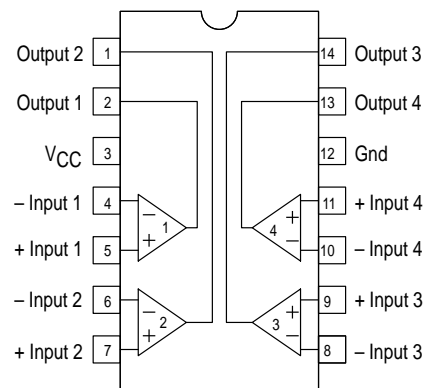 Output 2 1 14 Output 3
Output 1 2 13 Output 4
VCC 3 12 Gnd
– Input 1 4 – 11 + Input 4
+ Input 1 5 + 1 4 + – 10 – Input 4
– Input 2 6 – 9 + Input 3
+ Input 2 7 + 2 3 + – 8 – Input 3